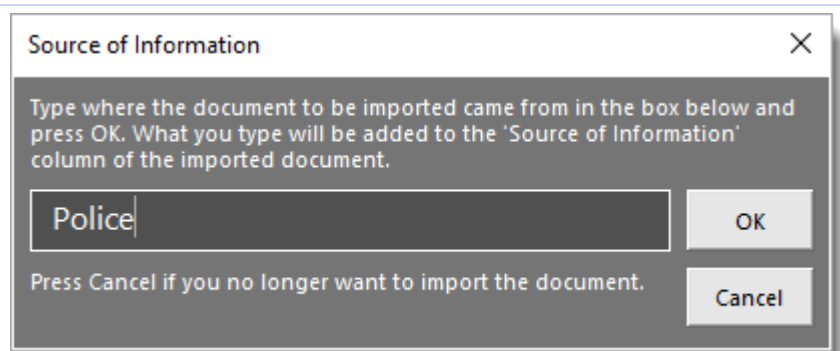 Source of Information
Type where the document to be imported came from in the box below and
press OK. What you type will be added to the 'Source of Information'
column of the imported document.
Police
OK
Press Cancel if you no longer want to import the document.
Cancel